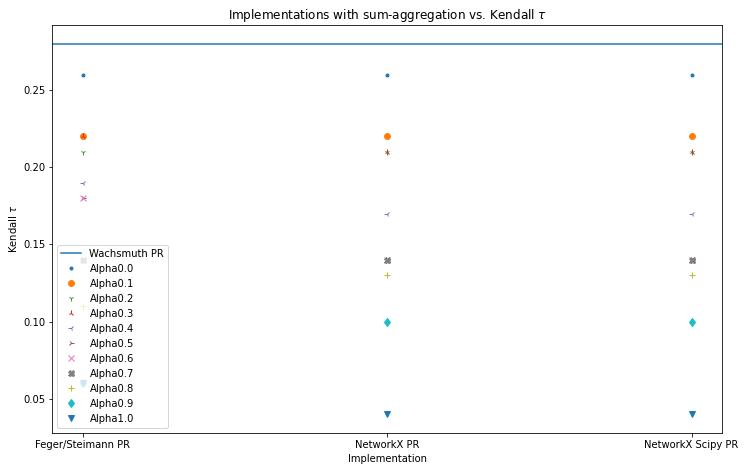 Implementations with sum-aggregation vs. Kendall τ
Kendall τ
0.25
0.20
0.15
0.10
0.05
Wachsmuth PR
Alpha0.0
Alpha0.1
Alpha0.2
Alpha0.3
Alpha0.4
Alpha0.5
Alpha0.6
Alpha0.7
Alpha0.8
Alpha0.9
Alpha1.0
Feger/Steimann PR
NetworkX PR
NetworkX Scipy PR
Implementation